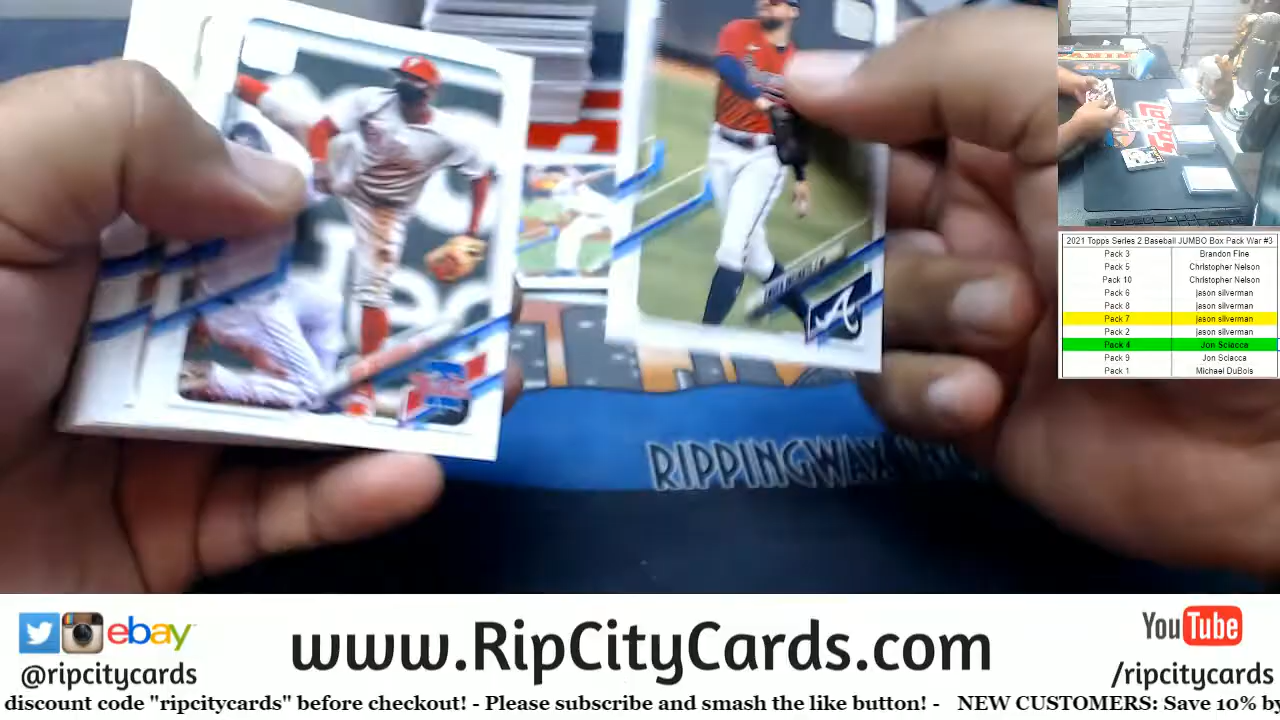 2021 Topps Series 2 Baseball JUMBO Box Pack War #3
Pack 3 Brandon Fine
Pack 5 Christopher Nelson
Pack 10 Christopher Nelson
Pack 6 jason silverman
Pack 8 jason silverman
Pack 7 jason silverman
Pack 2 jason silverman
Pack 4 Jon Sciacca
Pack 9 Jon Sciacca
Pack 1 Michael DuBois
RIPPINGWAX
ebay
@ripcitycards
www.RipCityCards.com
YouTube
/ripcitycards
discount code "ripcitycards" before checkout! - Please subscribe and smash the like button! - NEW CUSTOMERS: Save 10% by